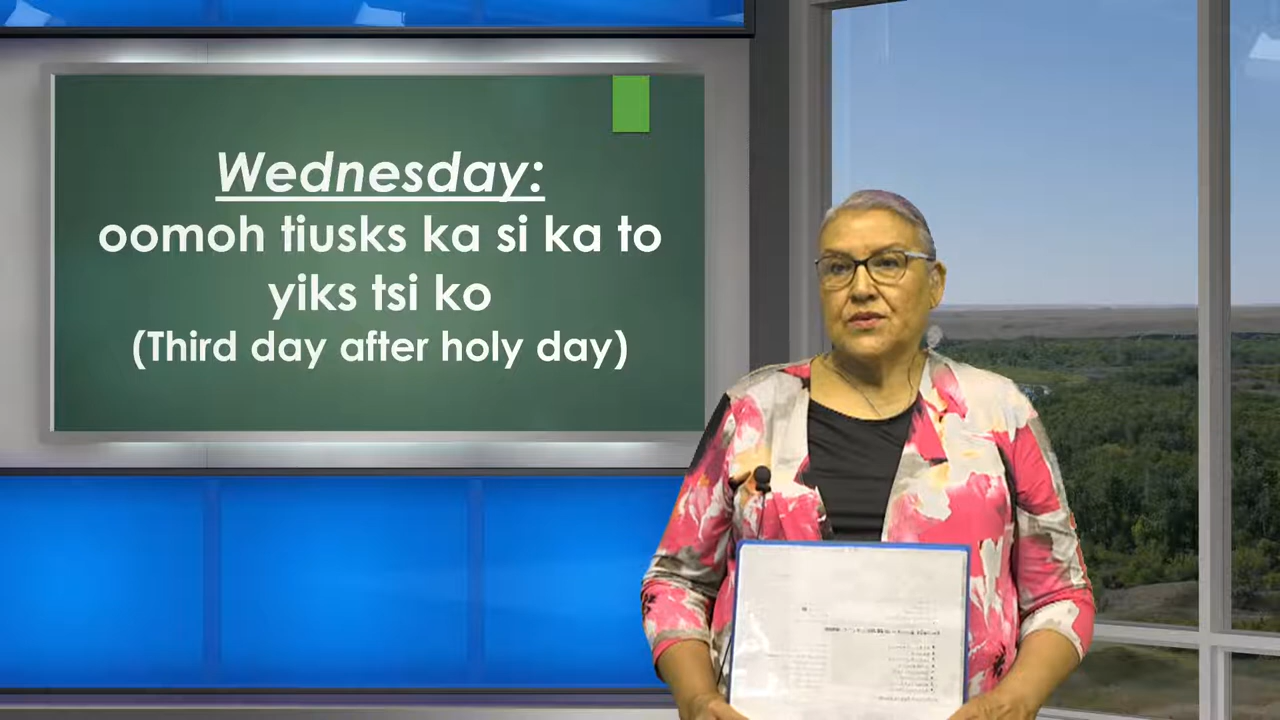 Wednesday:
oomoh tiusks ka si ka to
yiks tsi ko
(Third day after holy day)